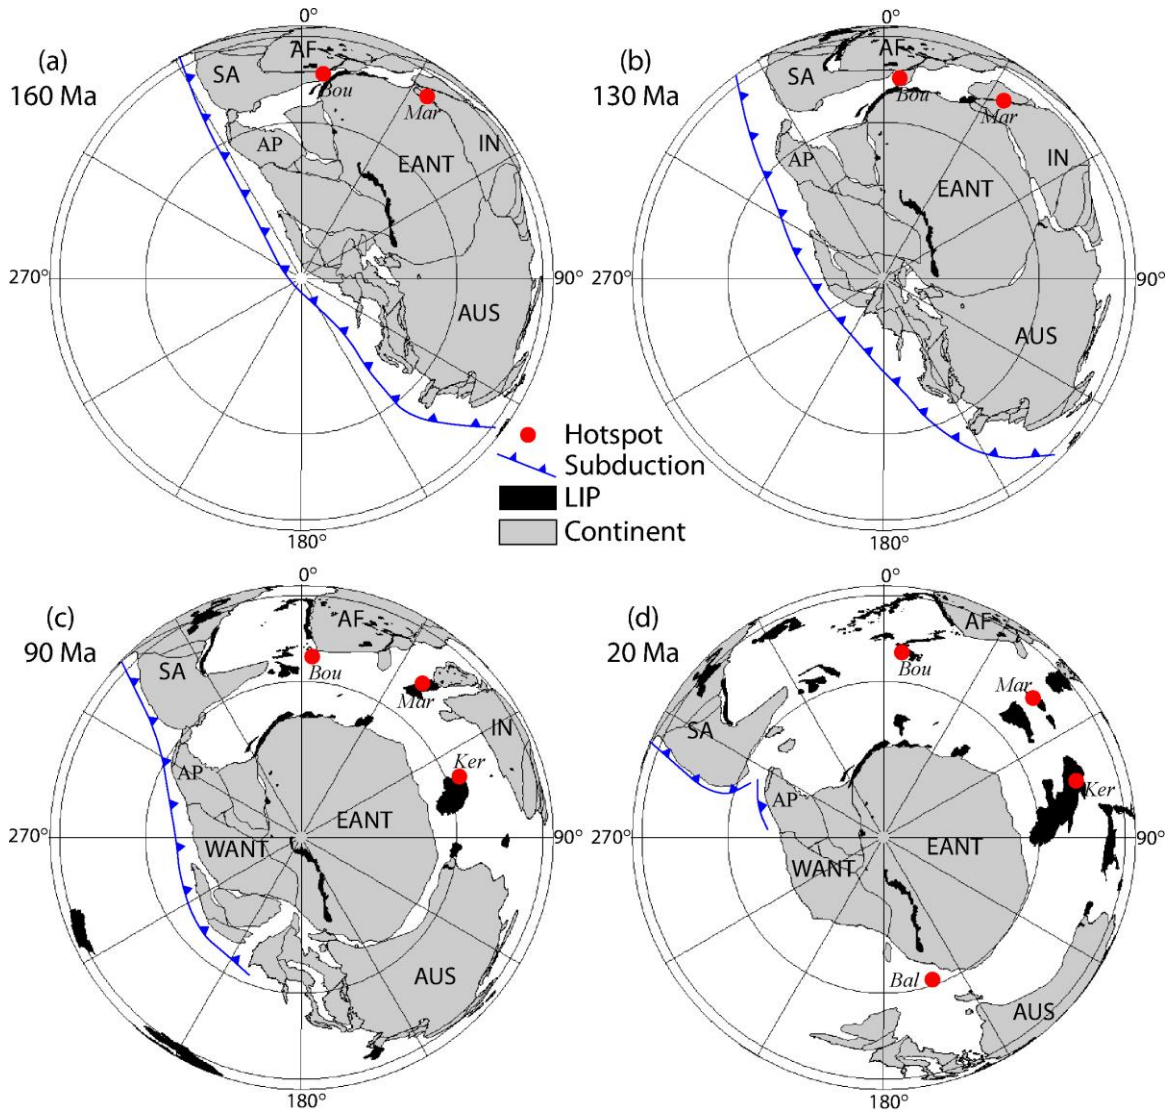 0°
(a)
160 Ma
SA
AF
Bou
Mar
AP
EANT
IN
270°
90°
AUS
180°
0°
(b)
130 Ma
SA
AF
Bou
Mar
AP
EANT
IN
270°
90°
AUS
180°
Hotspot
Subduction
LIP
Continent
0°
(c)
90 Ma
SA
AF
Bou
Mar
IN
AP
Ker
EANT
WANT
270°
90°
AUS
180°
0°
(d)
20 Ma
AF
Bou
Mar
SA
Ker
AP
EANT
WANT
270°
90°
Bal
AUS
180°